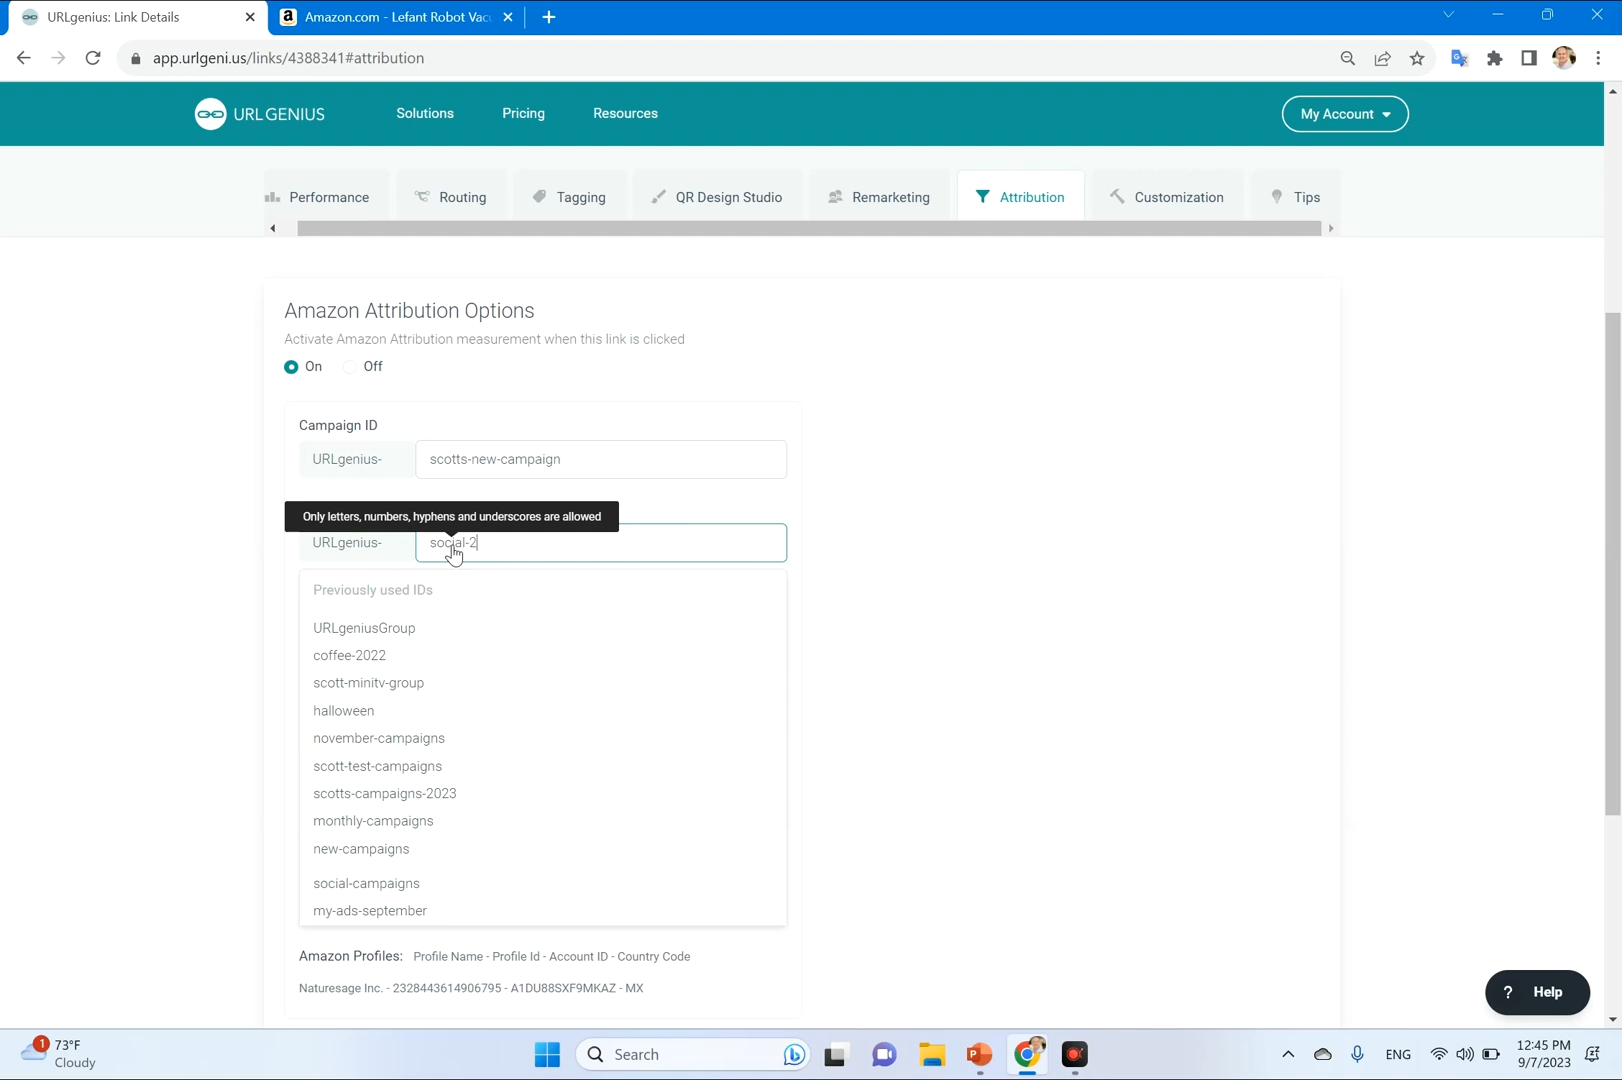 URLgenius: Link Details
Amazon.com - Lefant Robot Vacu
app.urlgeni.us/links/4388341#attribution
URLGENIUS
Solutions
Pricing
Resources
My Account
Performance
Routing
Tagging
QR Design Studio
Remarketing
Attribution
Customization
Tips
Amazon Attribution Options
Activate Amazon Attribution measurement when this link is clicked
On
Off
Campaign ID
URLgenius-
scotts-new-campaign
Only letters, numbers, hyphens and underscores are allowed
URLgenius-
social-2
Previously used IDs
URLgeniusGroup
coffee-2022
scott-minitv-group
halloween
november-campaigns
scott-test-campaigns
scotts-campaigns-2023
monthly-campaigns
new-campaigns
social-campaigns
my-ads-september
Amazon Profiles: Profile Name - Profile Id - Account ID - Country Code
Naturesage Inc. - 2328443614906795 - A1DU88SXF9MKAZ - MX
? Help
1
73°F
Cloudy
Search
ENG
12:45 PM
9/7/2023